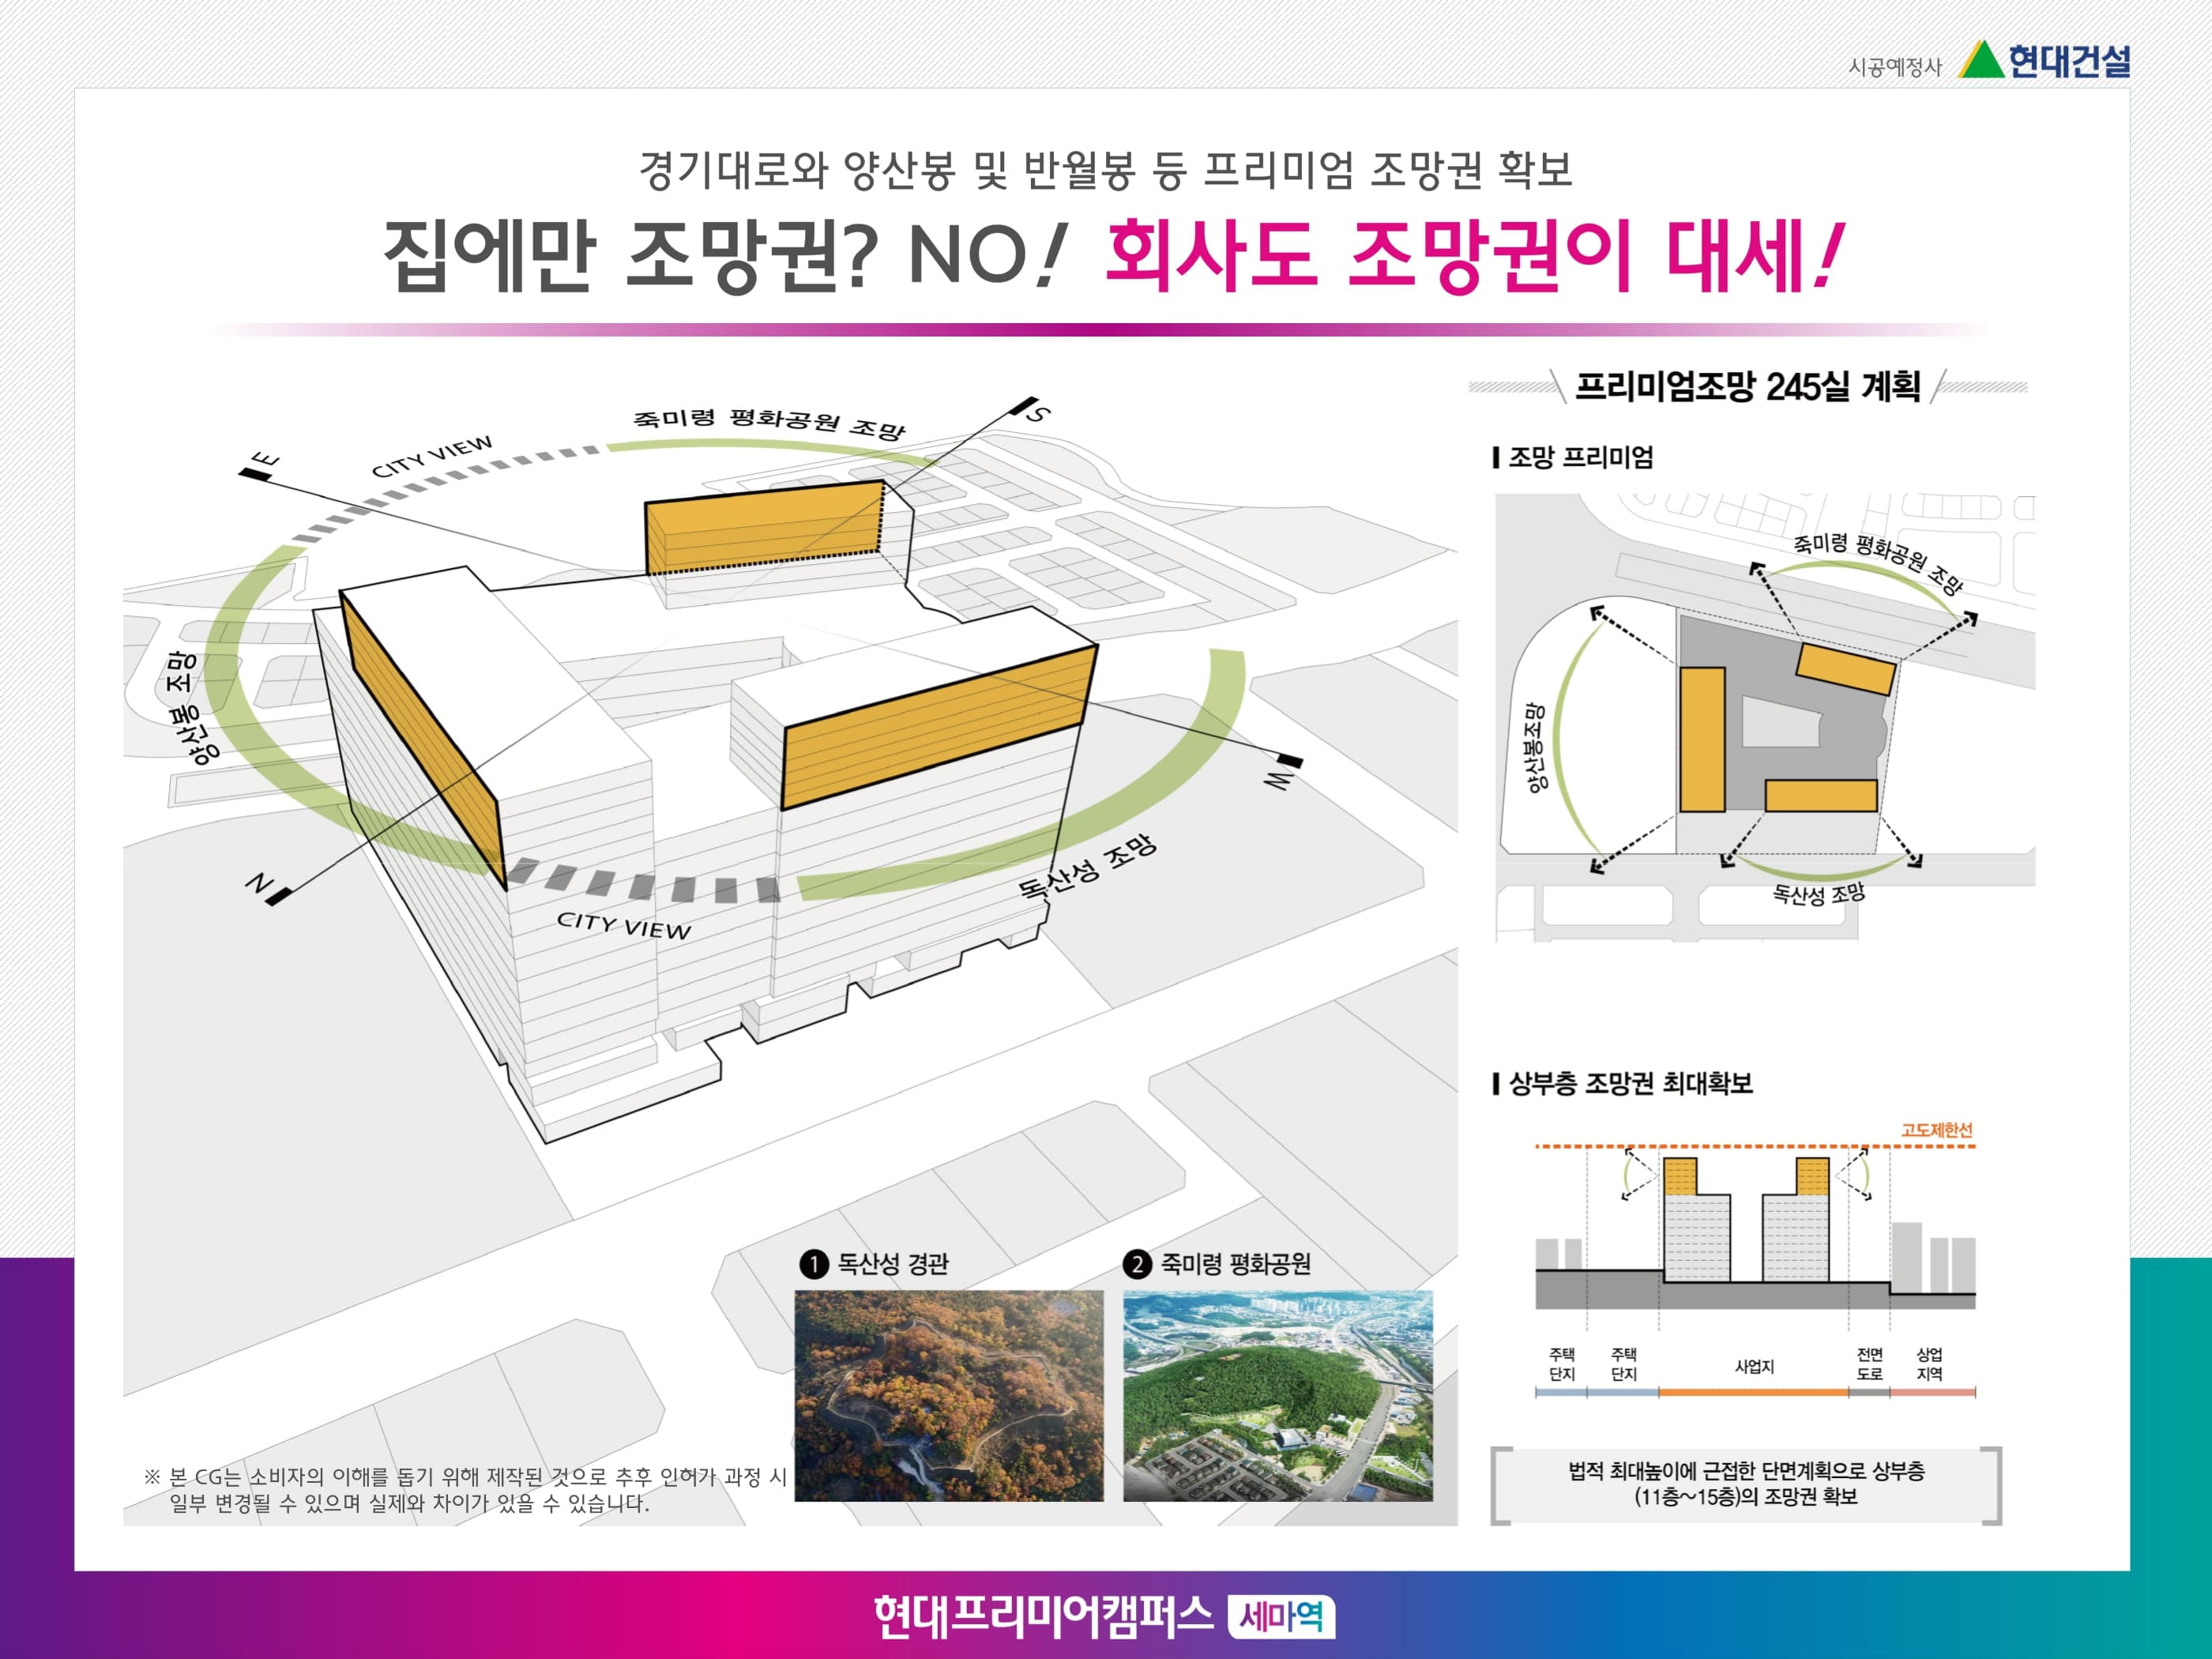 시공예정사 현대건설
경기대로와 양산봉 및 반월봉 등 프리미엄 조망권 확보
집에만 조망권? NO! 회사도 조망권이 대세!
E
CITY VIEW
죽미령 평화공원 조망
S
양산봉 조망
W
N
CITY VIEW
독산성 조망
프리미엄조망 245실 계획
조망 프리미엄
죽미령 평화공원 조망
양산봉조망
독산성 조망
상부층 조망권 최대확보
고도제한선
주택
단지
주택
단지
사업지
전면
도로
상업
지역
법적 최대높이에 근접한 단면계획으로 상부층
(11층~15층)의 조망권 확보
1 독산성 경관
2 죽미령 평화공원
※ 본 CG는 소비자의 이해를 돕기 위해 제작된 것으로 추후 인허가 과정 시
일부 변경될 수 있으며 실제와 차이가 있을 수 있습니다.
현대프리미어캠퍼스 세마역